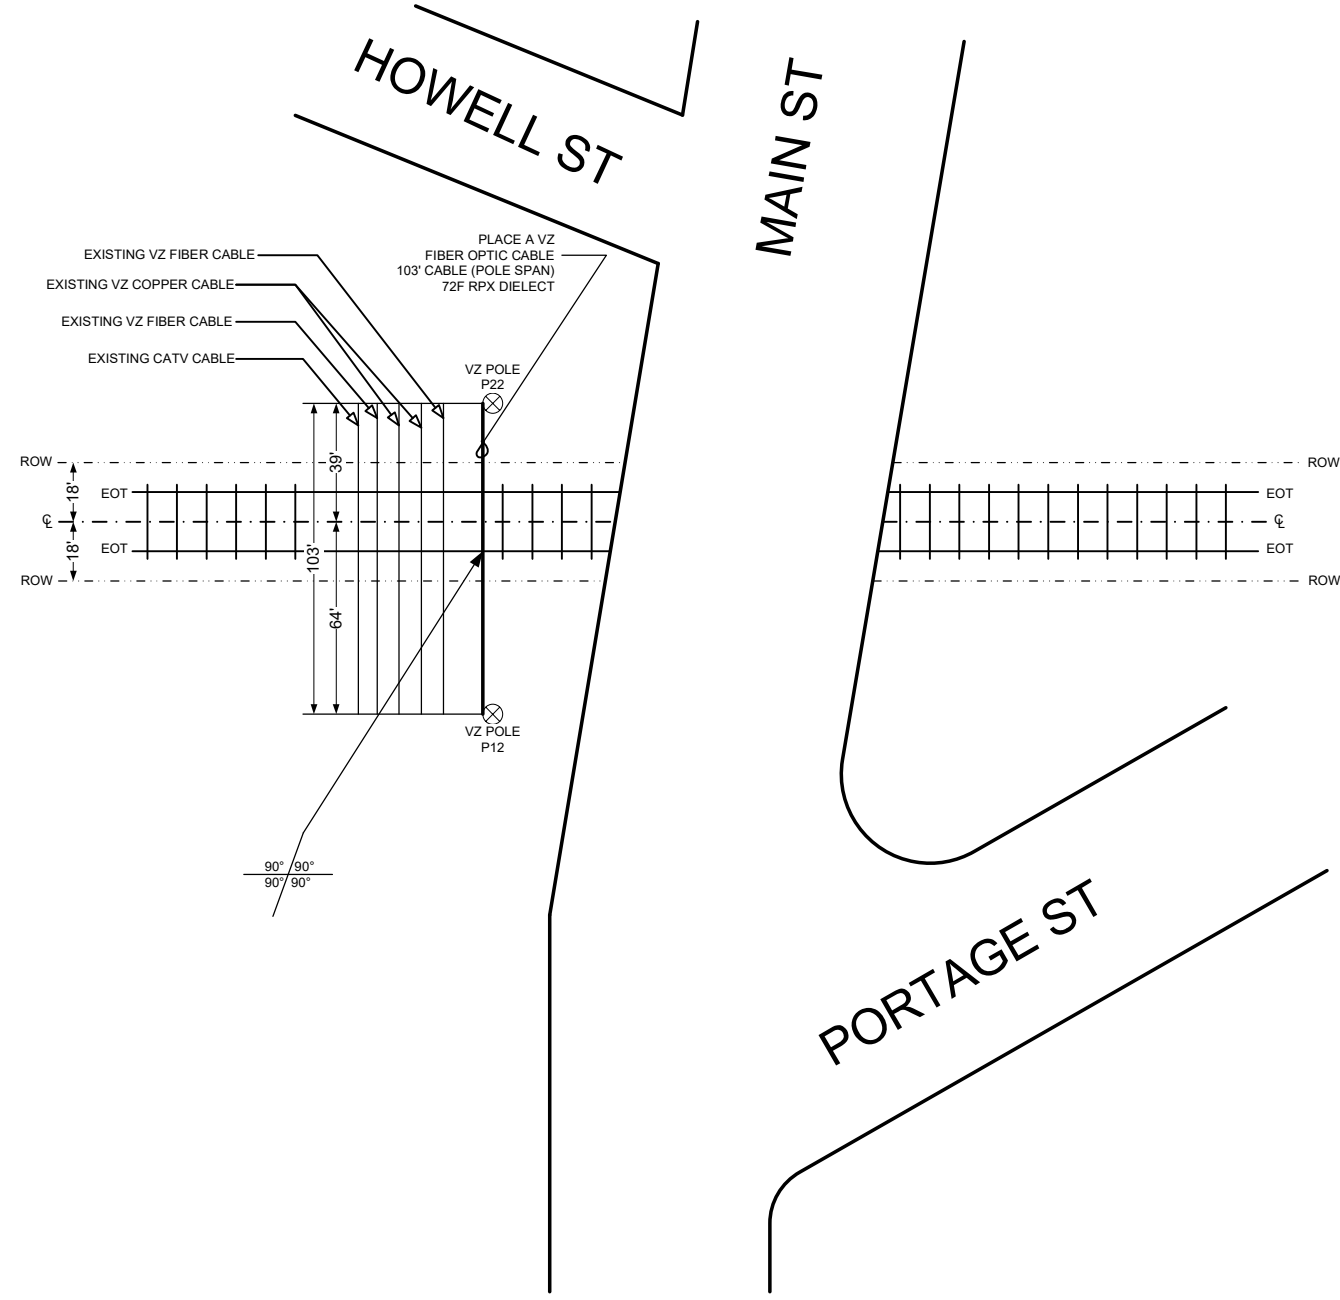 HOWELL ST
MAIN ST
PLACE A VZ
FIBER OPTIC CABLE
103' CABLE (POLE SPAN)
72F RPX DIELECT
EXISTING VZ FIBER CABLE
EXISTING VZ COPPER CABLE
EXISTING VZ FIBER CABLE
EXISTING CATV CABLE
VZ POLE
P22
ROW
ROW
39'
18'
EOT
EOT
℄
℄
18'
EOT
EOT
103'
ROW
ROW
64'
VZ POLE
P12
90° 90°
90° 90°
PORTAGE ST